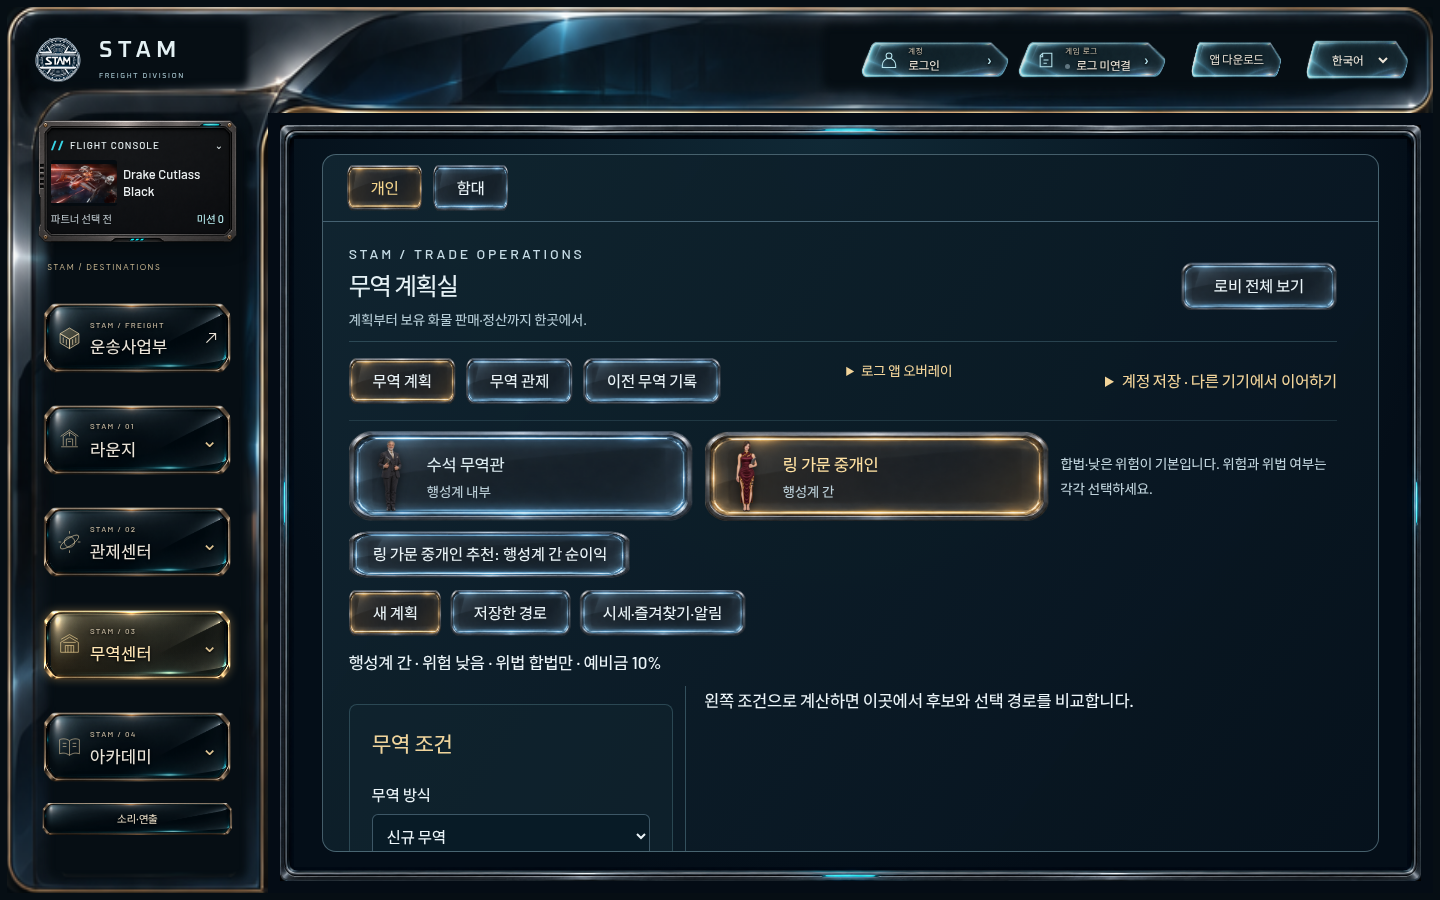 STAM
FREIGHT DIVISION
STAM
계정
로그인
게임 로그
로그 미연결
앱 다운로드
한국어
// FLIGHT CONSOLE
Drake Cutlass
Black
파트너 선택 전
미션 0
STAM / DESTINATIONS
STAM / FREIGHT
운송사업부
STAM / 01
라운지
STAM / 02
관제센터
STAM / 03
무역센터
STAM / 04
아카데미
소리·연출
개인
함대
STAM / TRADE OPERATIONS
무역 계획실
계획부터 보유 화물 판매·정산까지 한곳에서.
로비 전체 보기
무역 계획
무역 관제
이전 무역 기록
▶ 로그 앱 오버레이
▶ 계정 저장 · 다른 기기에서 이어하기
수석 무역관
행성계 내부
링 가문 중개인
행성계 간
합법·낮은 위험이 기본입니다. 위험과 위법 여부는
각각 선택하세요.
링 가문 중개인 추천: 행성계 간 순이익
새 계획
저장한 경로
시세·즐겨찾기·알림
행성계 간 · 위험 낮음 · 위법 합법만 · 예비금 10%
무역 조건
무역 방식
신규 무역
왼쪽 조건으로 계산하면 이곳에서 후보와 선택 경로를 비교합니다.